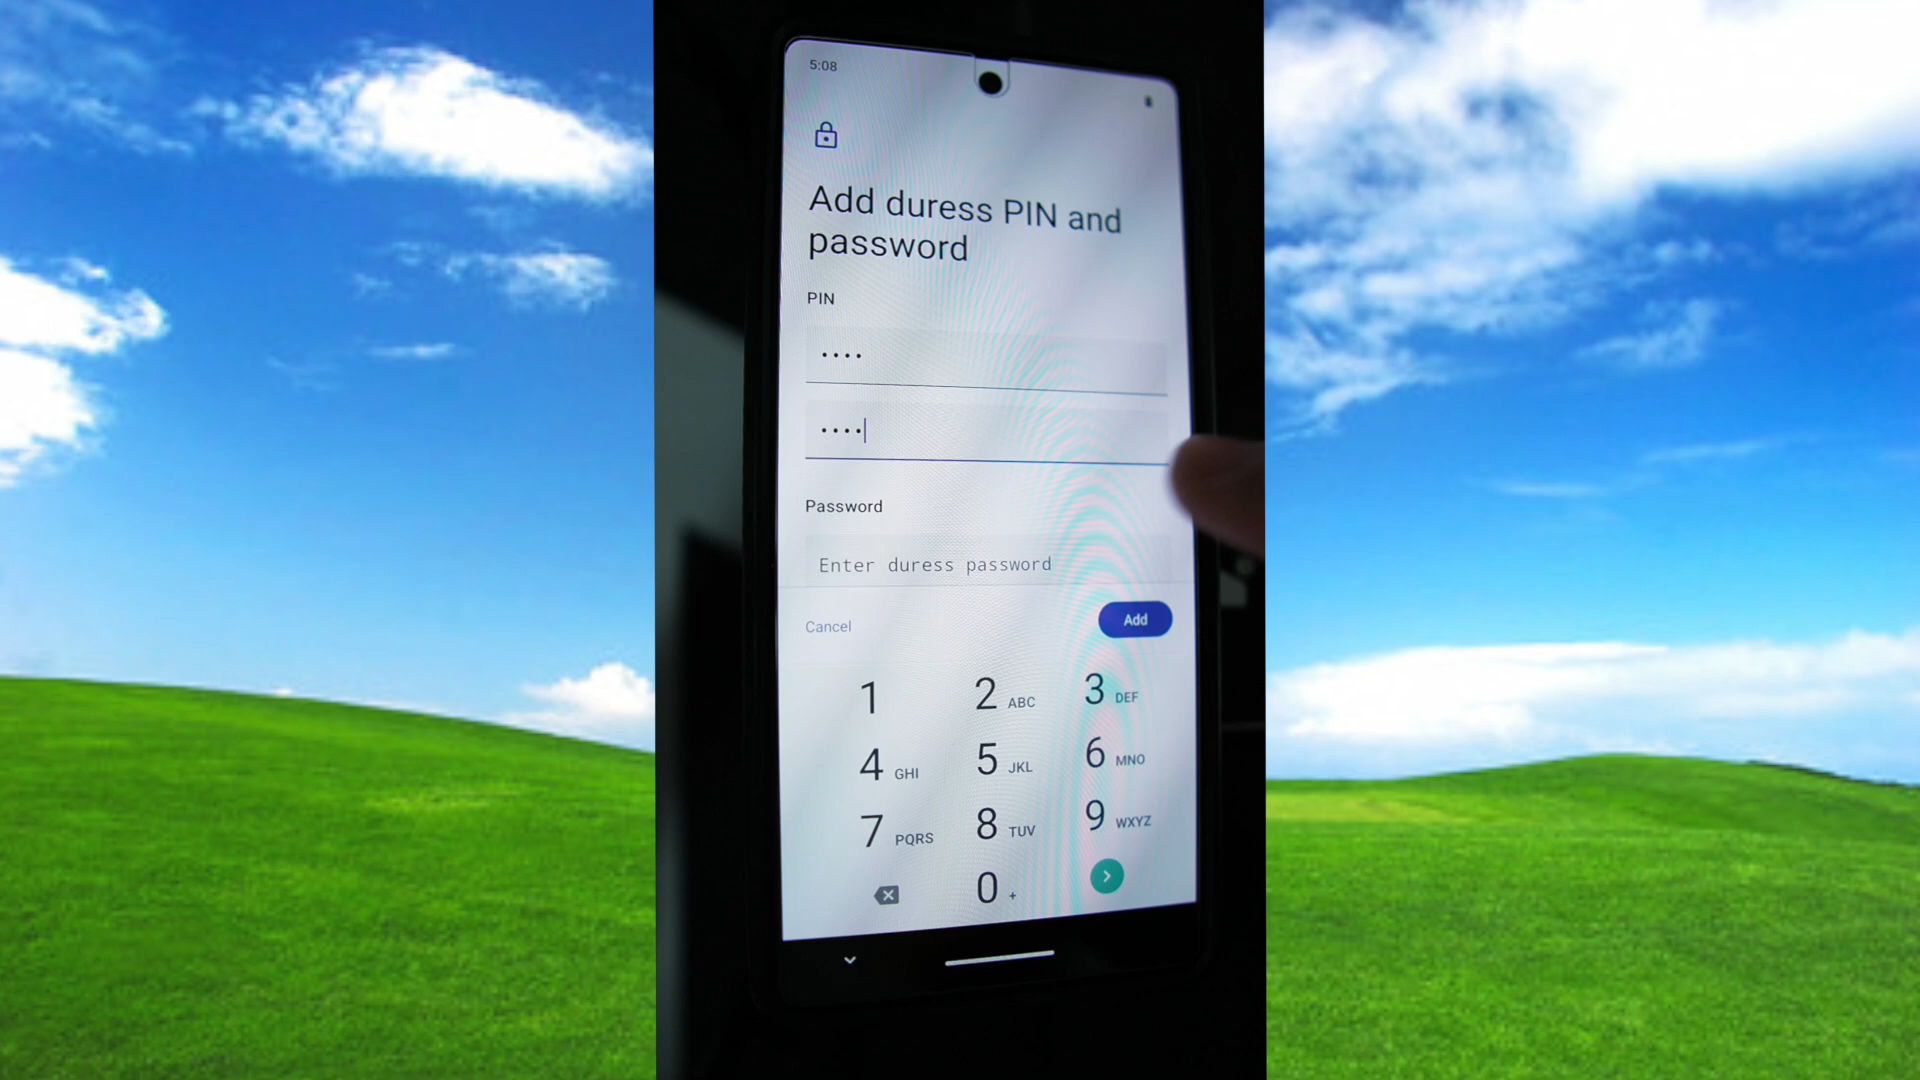 5:08
Add duress PIN and
password
PIN
••••
••••
Password
Enter duress password
Cancel
Add
1
2 ABC
3 DEF
4 GHI
5 JKL
6 MNO
7 PQRS
8 TUV
9 WXYZ
0 +